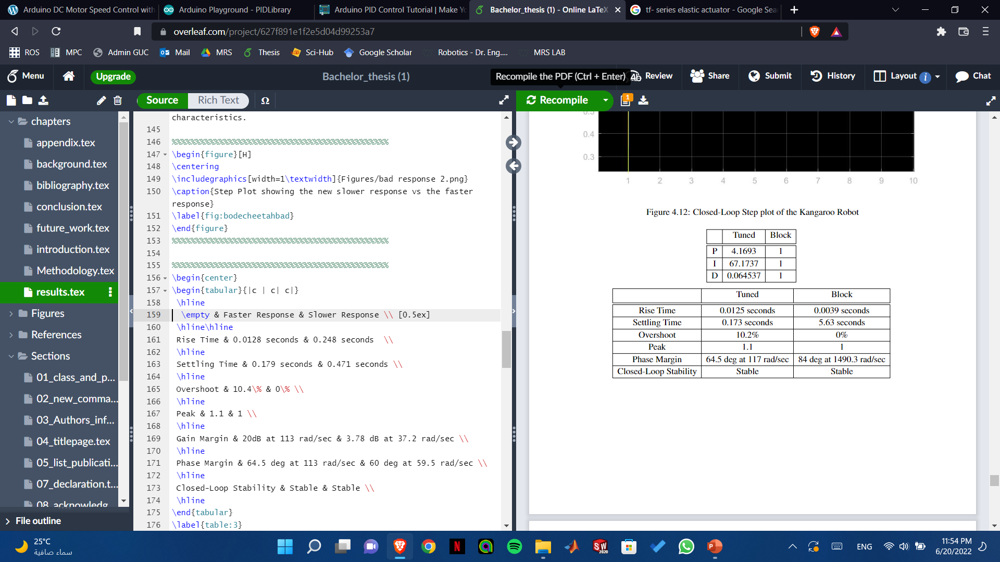 Arduino DC Motor Speed Control with
Arduino Playground - PIDLibrary
Arduino PID Control Tutorial | Make Yo
Bachelor_thesis (1) - Online LaTeX
tf- series elastic actuator - Google Sea
overleaf.com/project/627f891e1f2e5d04d99253a7
ROS
MPC
Admin GUC
Mail
MRS
Thesis
Sci-Hub
Google Scholar
Robotics - Dr. Eng....
MRS LAB
Menu
Upgrade
Bachelor_thesis (1)
Recompile the PDF (Ctrl + Enter)
Review
Share
Submit
History
Layout
Chat
Source
Rich Text
Ω
Recompile
1
chapters
appendix.tex
background.tex
bibliography.tex
conclusion.tex
future_work.tex
introduction.tex
Methodology.tex
results.tex
Figures
References
Sections
01_class_and_p...
02_new_comma...
03_Authors_inf...
04_titlepage.tex
05_list_publicati...
07_declaration.t...
08_acknowledg
File outline
characteristics.
145
146 %%%%%%%%%%%%%%%%%%%%%%%%%%%%%%%%%%%%%%%%%%%%%%
147 \begin{figure}[H]
148 \centering
149 \includegraphics[width=1\textwidth]{Figures/bad response 2.png}
150 \caption{Step Plot showing the new slower response vs the faster
response}
151 \label{fig:bodecheetahbad}
152 \end{figure}
153 %%%%%%%%%%%%%%%%%%%%%%%%%%%%%%%%%%%%%%%%%%%%%%
154
155 %%%%%%%%%%%%%%%%%%%%%%%%%%%%%%%%%%%%%%%%%%%%%%
156 \begin{center}
157 \begin{tabular}{|c | c| c|}
158 \hline
159 \empty & Faster Response & Slower Response \\ [0.5ex]
160 \hline\hline
161 Rise Time & 0.0128 seconds & 0.248 seconds \\
162 \hline
163 Settling Time & 0.179 seconds & 0.471 seconds \\
164 \hline
165 Overshoot & 10.4\% & 0\% \\
166 \hline
167 Peak & 1.1 & 1 \\
168 \hline
169 Gain Margin & 20dB at 113 rad/sec & 3.78 dB at 37.2 rad/sec \\
170 \hline
171 Phase Margin & 64.5 deg at 113 rad/sec & 60 deg at 59.5 rad/sec \\
172 \hline
173 Closed-Loop Stability & Stable & Stable \\
174 \hline
175 \end{tabular}
176 \label{table:3}
0.5
0.4
0.3
1 2 3 4 5 6 7 8 9 10
Figure 4.12: Closed-Loop Step plot of the Kangaroo Robot
Tuned Block
P 4.1693 1
I 67.1737 1
D 0.064537 1
Tuned Block
Rise Time 0.0125 seconds 0.0039 seconds
Settling Time 0.173 seconds 5.63 seconds
Overshoot 10.2% 0%
Peak 1.1 1
Phase Margin 64.5 deg at 117 rad/sec 84 deg at 1490.3 rad/sec
Closed-Loop Stability Stable Stable
25°C
سماء صافية
SW
2020
ENG
11:54 PM
6/20/2022